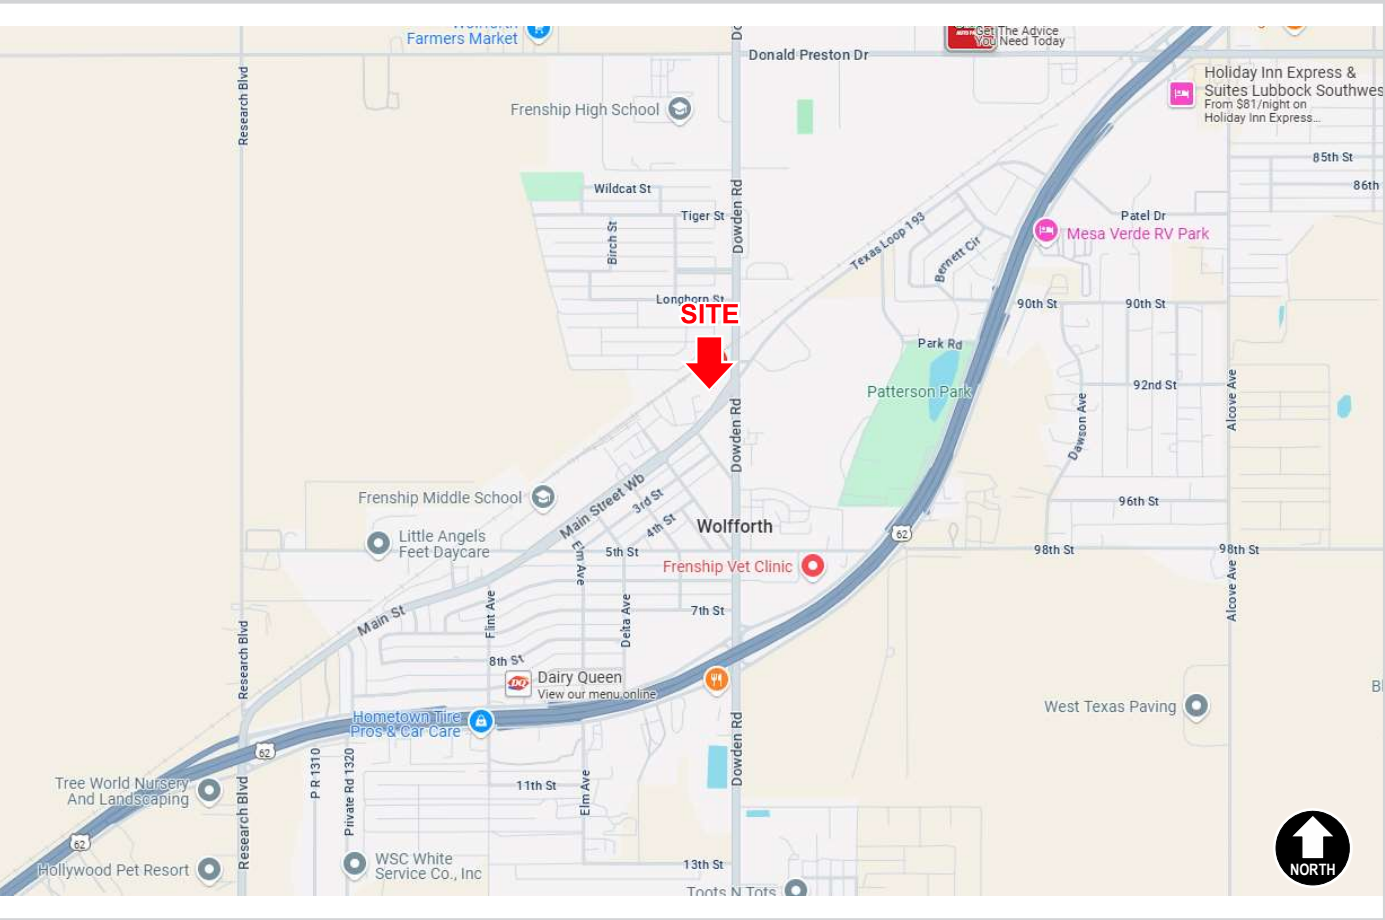 Farmers Market
Get The Advice
You Need Today
Donald Preston Dr
Holiday Inn Express &
Suites Lubbock Southwes
From $81/night on
Holiday Inn Express...
Research Blvd
Frenship High School
85th St
86th
Wildcat St
Tiger St
Birch St
Dowden Rd
Texas Loop 193
Bernett Cir
Patel Dr
Mesa Verde RV Park
Longhorn St
SITE
90th St
90th St
Park Rd
Patterson Park
92nd St
Alcove Ave
Dawson Ave
Dowden Rd
Frenship Middle School
Main Street Wb
3rd St
4th St
Wolfforth
96th St
Little Angels
Feet Daycare
Elm Ave
5th St
62
98th St
98th St
Frenship Vet Clinic
Alcove Ave
Main St
Flint Ave
Delta Ave
7th St
Research Blvd
8th St
DQ
Dairy Queen
View our menu online
Bl
West Texas Paving
Hometown Tire
Pros & Car Care
62
Dowden Rd
P R 1310
Private Rd 1320
Tree World Nursery
And Landscaping
11th St
Elm Ave
Research Blvd
62
WSC White
Service Co., Inc
Hollywood Pet Resort
13th St
Toots N Tots
NORTH